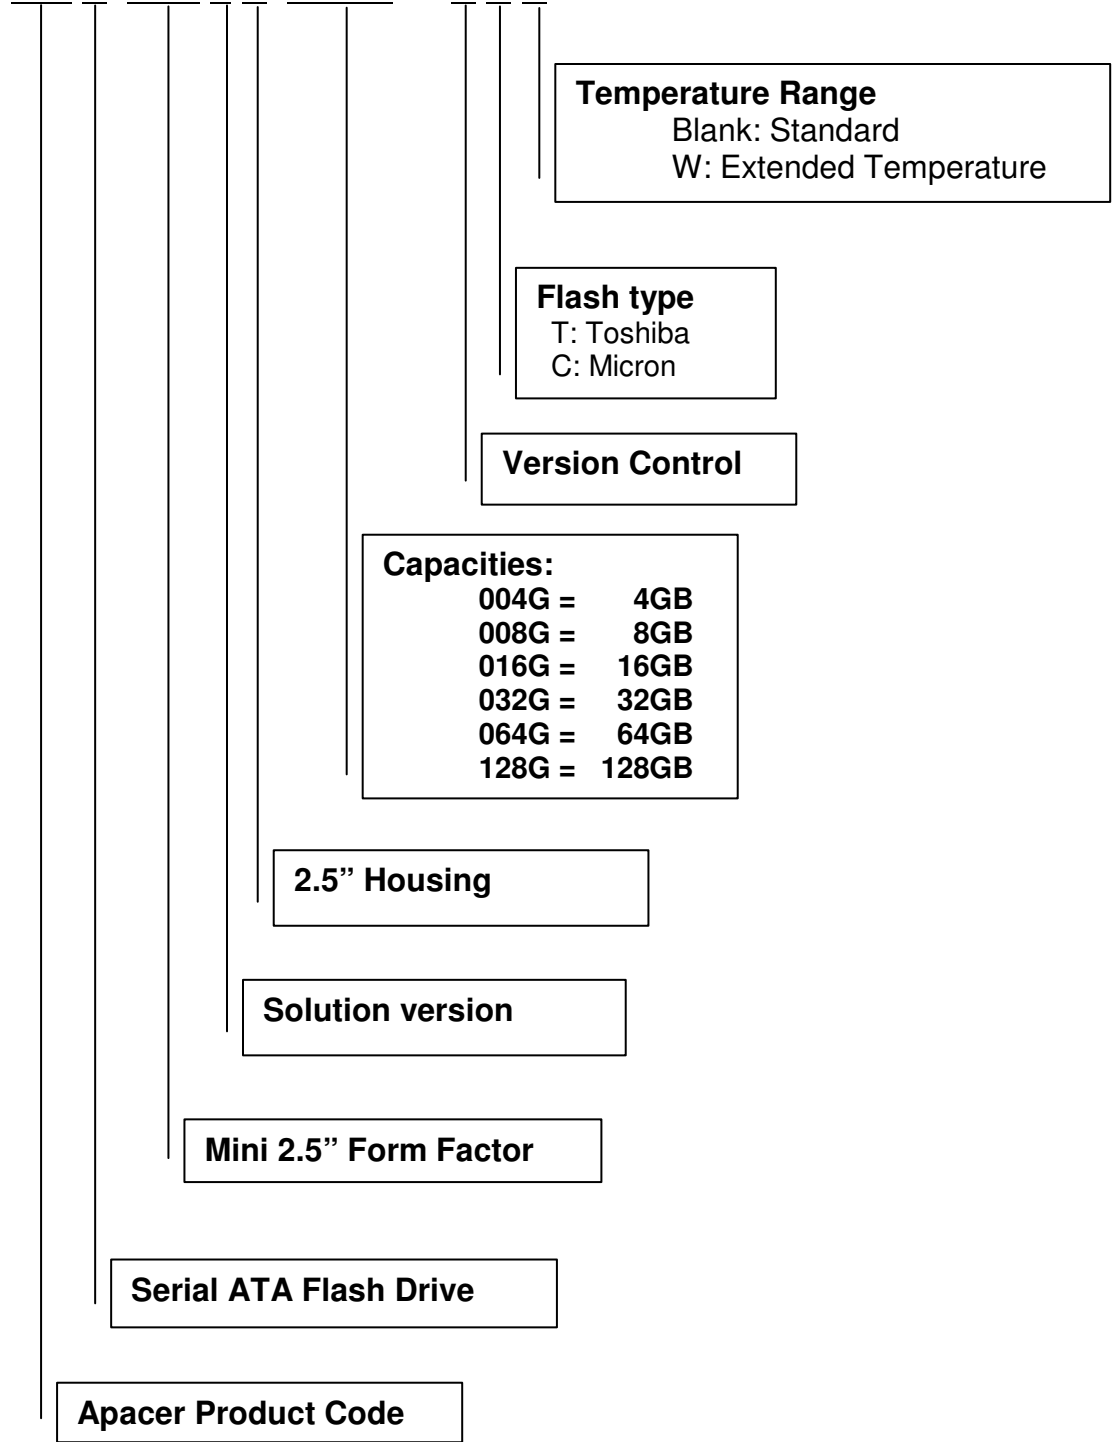 Temperature Range
Blank: Standard
W: Extended Temperature
Flash type
T: Toshiba
C: Micron
Version Control
Capacities:
004G = 4GB
008G = 8GB
016G = 16GB
032G = 32GB
064G = 64GB
128G = 128GB
2.5” Housing
Solution version
Mini 2.5” Form Factor
Serial ATA Flash Drive
Apacer Product Code